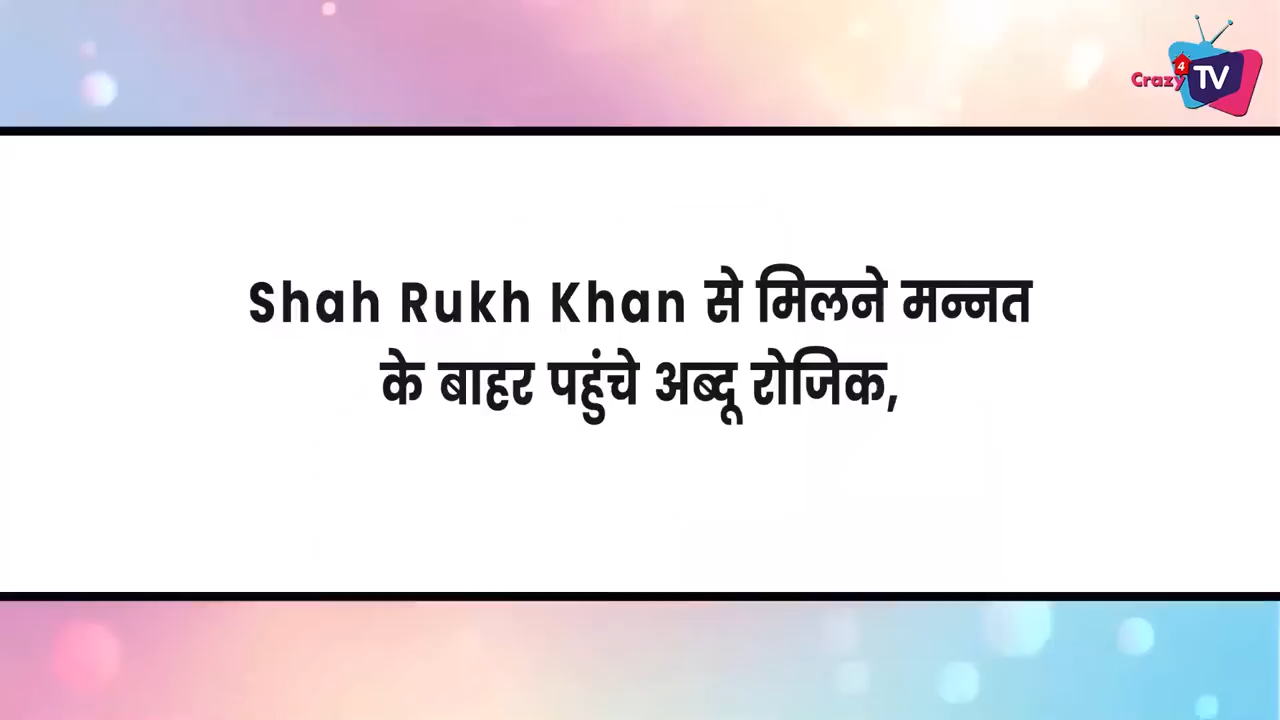 Crazy 4 TV
Shah Rukh Khan से मिलने मन्नत
के बाहर पहुंचे अब्दू रोजिक,